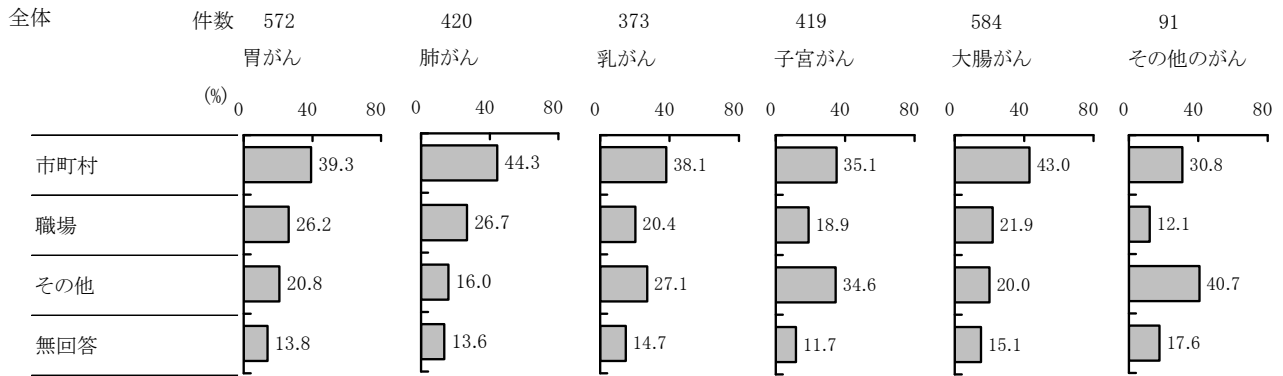 全体 件数 572 420 373 419 584 91
胃がん 肺がん 乳がん 子宮がん 大腸がん その他のがん
(%) 0 40 80 0 40 80 0 40 80 0 40 80 0 40 80 0 40 80
市町村 39.3 44.3 38.1 35.1 43.0 30.8
職場 26.2 26.7 20.4 18.9 21.9 12.1
その他 20.8 16.0 27.1 34.6 20.0 40.7
無回答 13.8 13.6 14.7 11.7 15.1 17.6